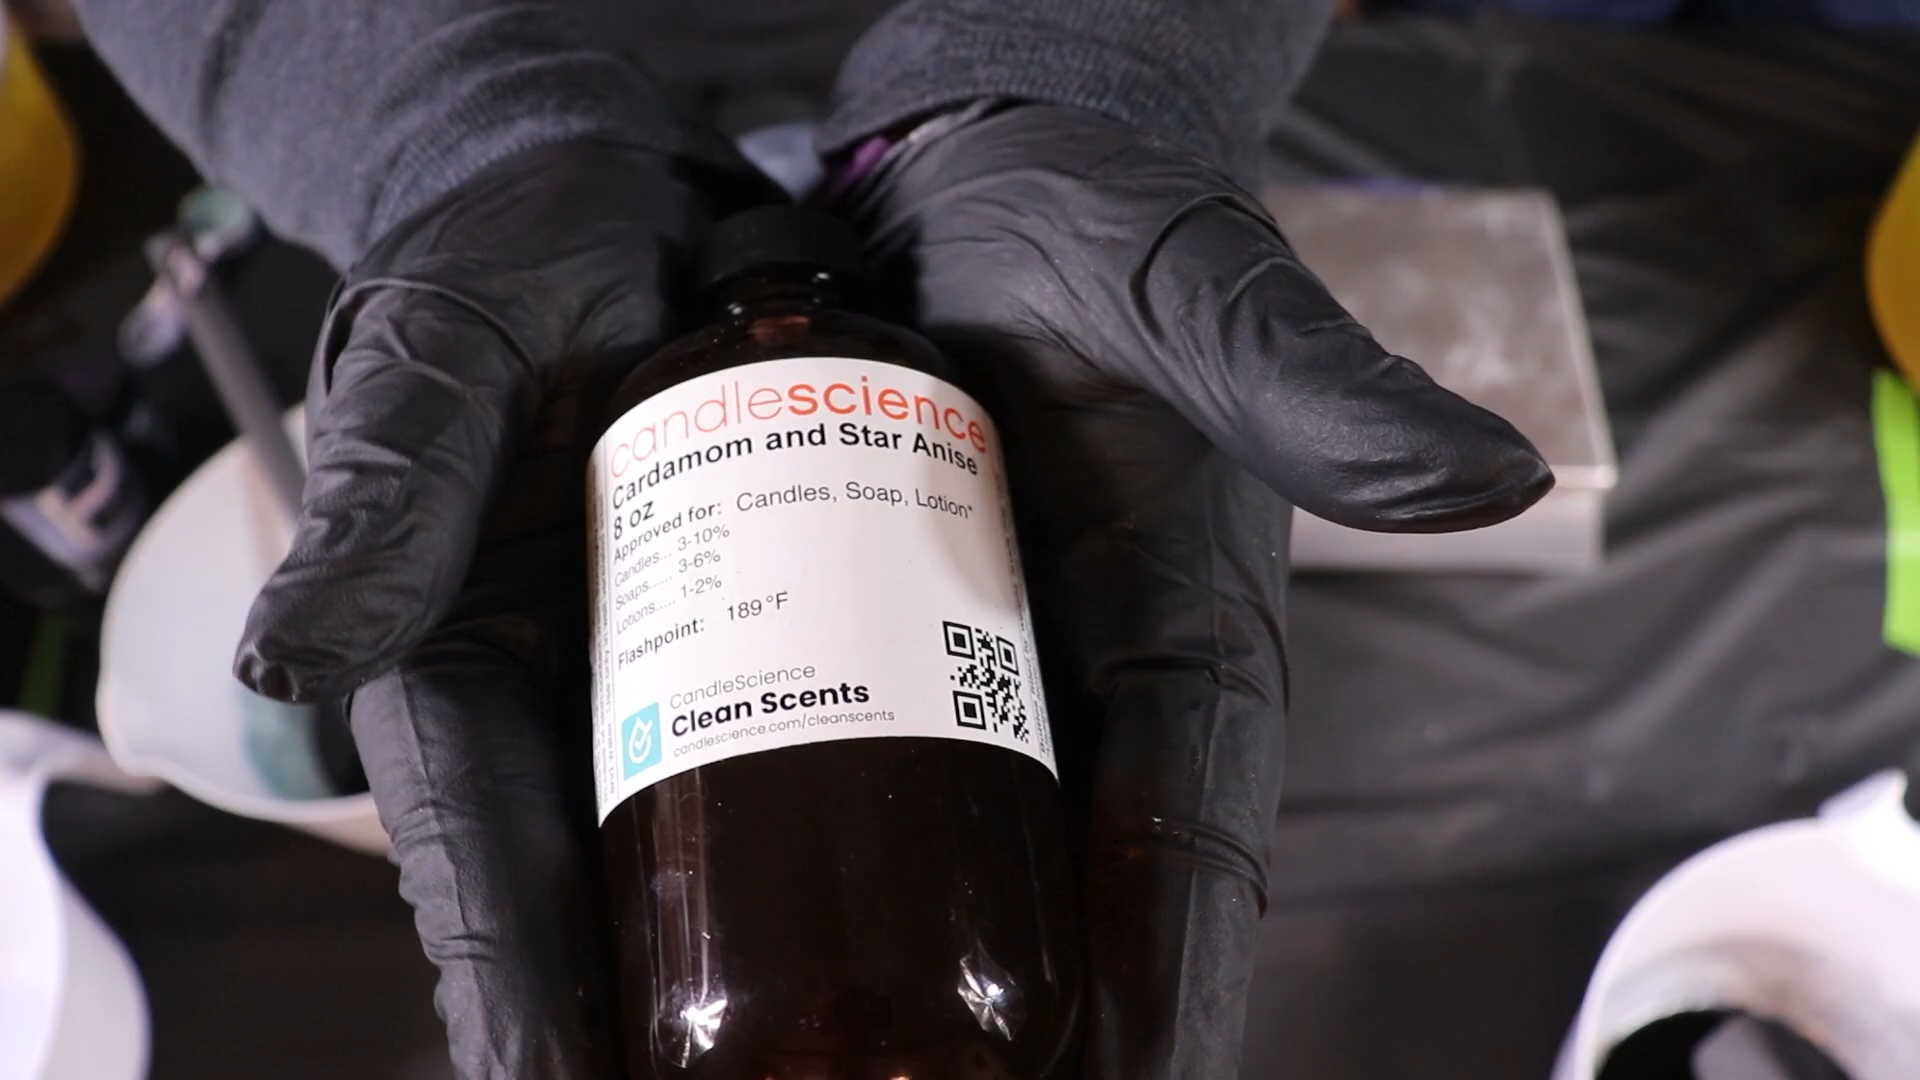 candlescience
Cardamom and Star Anise
8 oz
Approved for: Candles, Soap, Lotion*
Candles... 3-10%
Soaps...... 3-6%
Lotions..... 1-2%
Flashpoint: 189°F
CandleScience
Clean Scents
candlescience.com/cleanscents